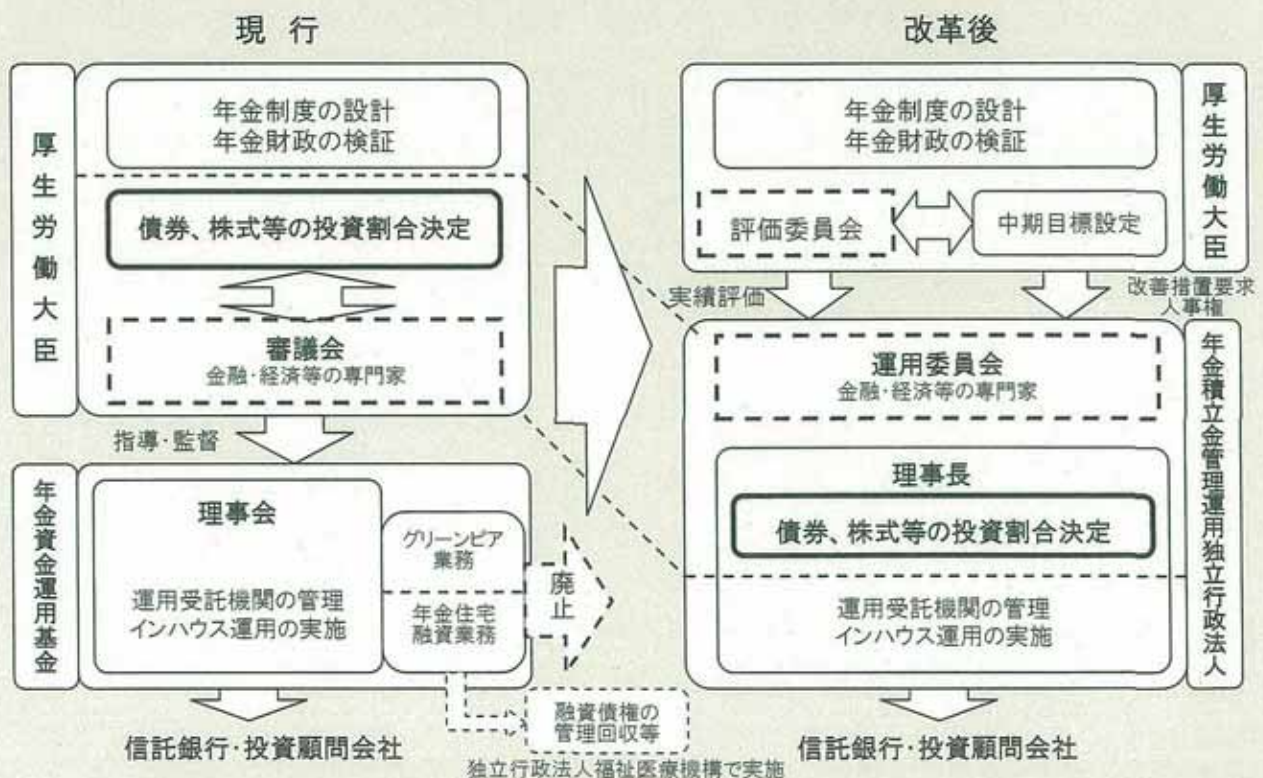 現 行
厚生労働大臣
年金制度の設計
年金財政の検証
債券、株式等の投資割合決定
審議会
金融・経済等の専門家
指導・監督
年金資金運用基金
理事会
運用受託機関の管理
インハウス運用の実施
グリーンピア
業務
年金住宅
融資業務
廃止
信託銀行・投資顧問会社
融資債権の
管理回収等
独立行政法人福祉医療機構で実施
改革後
年金制度の設計
年金財政の検証
厚生労働大臣
評価委員会
中期目標設定
実績評価
改善措置要求
人事権
運用委員会
金融・経済等の専門家
理事長
債券、株式等の投資割合決定
運用受託機関の管理
インハウス運用の実施
年金積立金管理運用独立行政法人
信託銀行・投資顧問会社